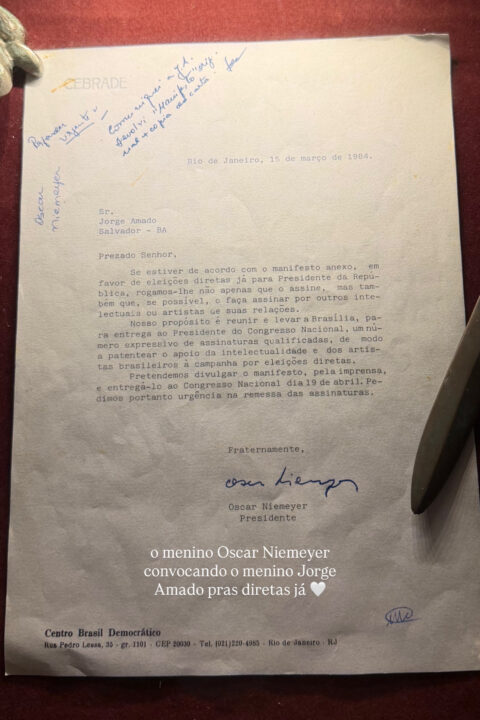 CEBRADE
urgente
Comuniquei a J.A.
devolvi "Manifesto" orig.
Oscar
Niemeyer
Rio de Janeiro, 15 de março de 1984.
Sr.
Jorge Amado
Salvador - BA
Prezado Senhor,
Se estiver de acordo com o manifesto anexo, em
favor de eleições diretas já para Presidente da Repú-
blica, rogamos-lhe não apenas que o assine, mas tam-
bém que, se possível, o faça assinar por outros inte-
lectuais ou artistas de suas relações.
Nosso propósito é reunir e levar a Brasília, pa-
ra entrega ao Presidente do Congresso Nacional, um nú-
mero expressivo de assinaturas qualificadas, de modo
a patentear o apoio da intelectualidade e dos artis-
tas brasileiros à campanha por eleições diretas.
Pretendemos divulgar o manifesto, pela imprensa,
e entregá-lo ao Congresso Nacional dia 19 de abril. Pe-
dimos portanto urgência na remessa das assinaturas.
Fraternamente,
Oscar Niemeyer
Oscar Niemeyer
Presidente
o menino Oscar Niemeyer
convocando o menino Jorge
Amado pras diretas já 🤍
Centro Brasil Democrático
Rua Pedro Lessa, 35 - gr. 1101 - CEP 20030 - Tel. (021) 220-4985 - Rio de Janeiro - RJ